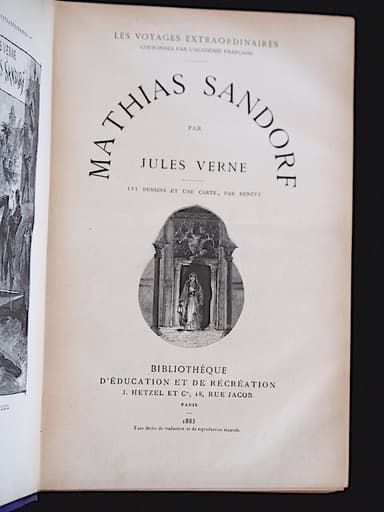 LES VOYAGES EXTRAORDINAIRES
COURONNÉS PAR L'ACADÉMIE FRANÇAISE
MATHIAS SANDORF
PAR
JULES VERNE
111 DESSINS ET UNE CARTE, PAR BENETT
BIBLIOTHÈQUE
D'ÉDUCATION ET DE RÉCRÉATION
J. HETZEL ET Cie, 18, RUE JACOB
PARIS
1885
Tous droits de traduction et de reproduction réservés.